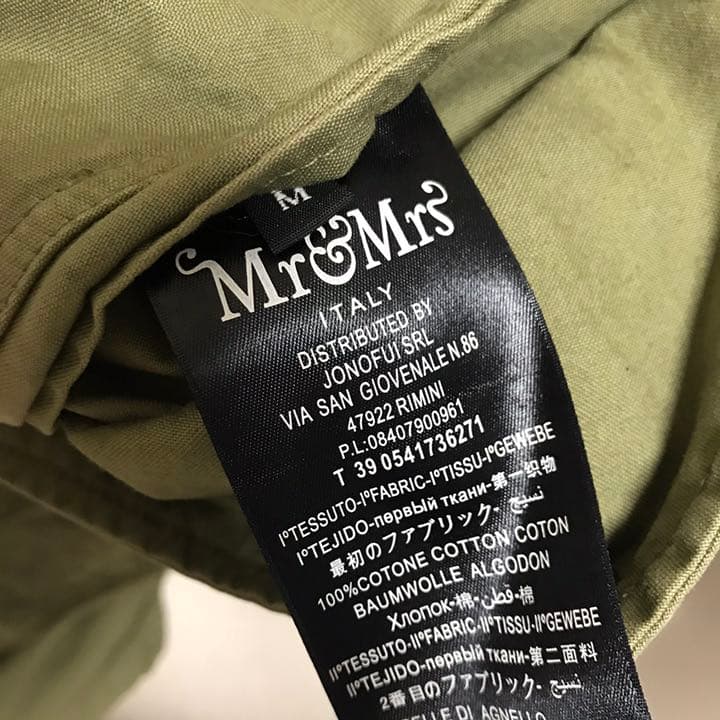 M
Mr&Mrs
ITALY
DISTRIBUTED BY
JONOFUI SRL
VIA SAN GIOVENALE N.86
47922 RIMINI
P.I.:08407900961
T 39 0541736271
I°TESSUTO-I°FABRIC-I°TISSU-I°GEWEBE
I°TEJIDO-первый ткани-第一织物
最初のファブリック- نسيج
100%COTONE COTTON COTON
BAUMWOLLE ALGODON
Хлопок-棉-قطن-棉
II°TESSUTO-II°FABRIC-II°TISSU-II°GEWEBE
II°TEJIDO-первый ткани-第二面料
2番目のファブリック- نسيج
PELLE DI AGNELLO